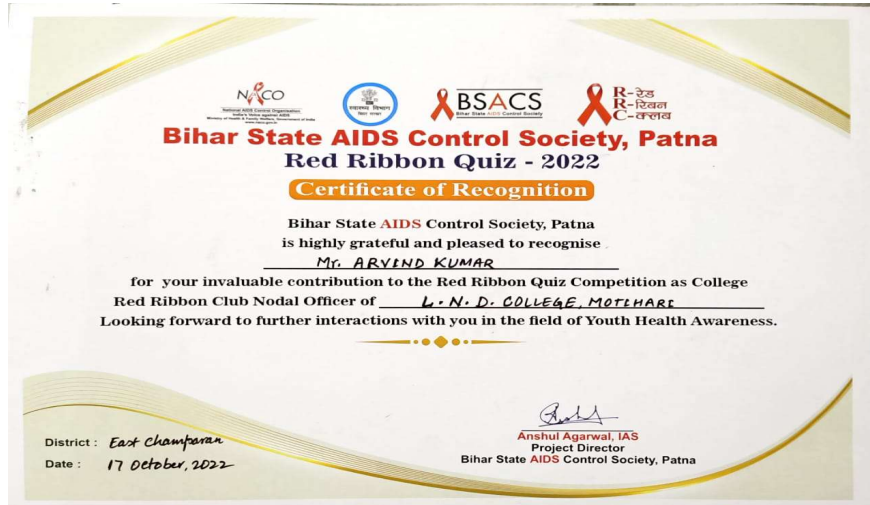 NACO
National AIDS Control Organisation
India's Voice against AIDS
Ministry of Health & Family Welfare, Government of India
www.naco.gov.in
स्वास्थ्य विभाग
बिहार सरकार
BSACS
Bihar State AIDS Control Society
R-रेड
R-रिबन
C-क्लब
Bihar State AIDS Control Society, Patna
Red Ribbon Quiz - 2022
Certificate of Recognition
Bihar State AIDS Control Society, Patna
is highly grateful and pleased to recognise
Mr. ARVIND KUMAR
for your invaluable contribution to the Red Ribbon Quiz Competition as College
Red Ribbon Club Nodal Officer of L.N.D. COLLEGE, MOTIHARI
Looking forward to further interactions with you in the field of Youth Health Awareness.
Anshul Agarwal, IAS
Project Director
Bihar State AIDS Control Society, Patna
District : East Champaran
Date : 17 October, 2022